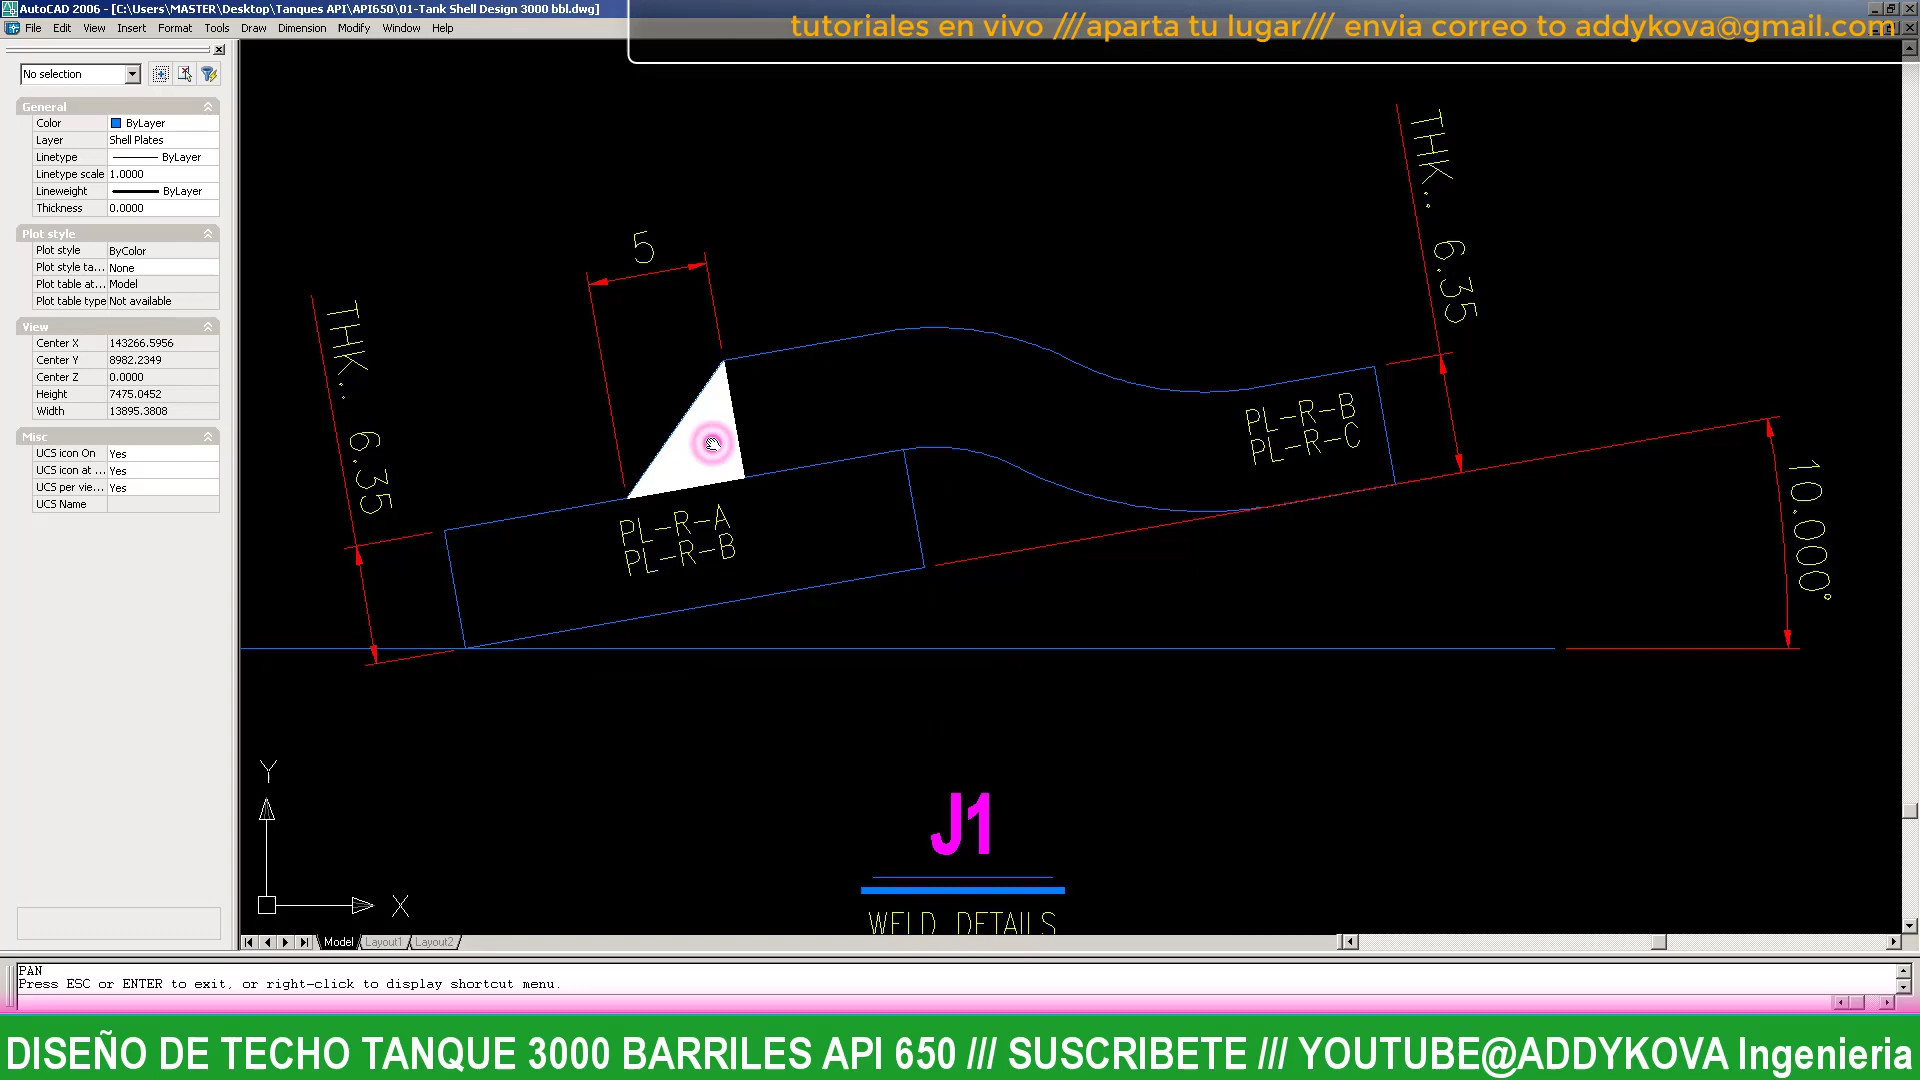 AutoCAD 2006 - [C:\Users\MASTER\Desktop\Tanques API\API650\01-Tank Shell Design 3000 bbl.dwg]
tutoriales en vivo ///aparta tu lugar/// envia correo to addykova@gmail.com
File Edit View Insert Format Tools Draw Dimension Modify Window Help
No selection
General
Color ByLayer
Layer Shell Plates
Linetype ByLayer
Linetype scale 1.0000
Lineweight ByLayer
Thickness 0.0000
Plot style
Plot style ByColor
Plot style ta... None
Plot table at... Model
Plot table type Not available
View
Center X 143266.5956
Center Y 8982.2349
Center Z 0.0000
Height 7475.0452
Width 13895.3808
Misc
UCS icon On Yes
UCS icon at ... Yes
UCS per vie... Yes
UCS Name
THK.. 6.35
5
THK.. 6.35
PL-R-B
PL-R-C
PL-R-A
PL-R-B
10.000°
J1
WELD DETAILS
Y
X
Model Layout1 Layout2
PAN
Press ESC or ENTER to exit, or right-click to display shortcut menu.
DISEÑO DE TECHO TANQUE 3000 BARRILES API 650 /// SUSCRIBETE /// YOUTUBE@ADDYKOVA Ingenieria